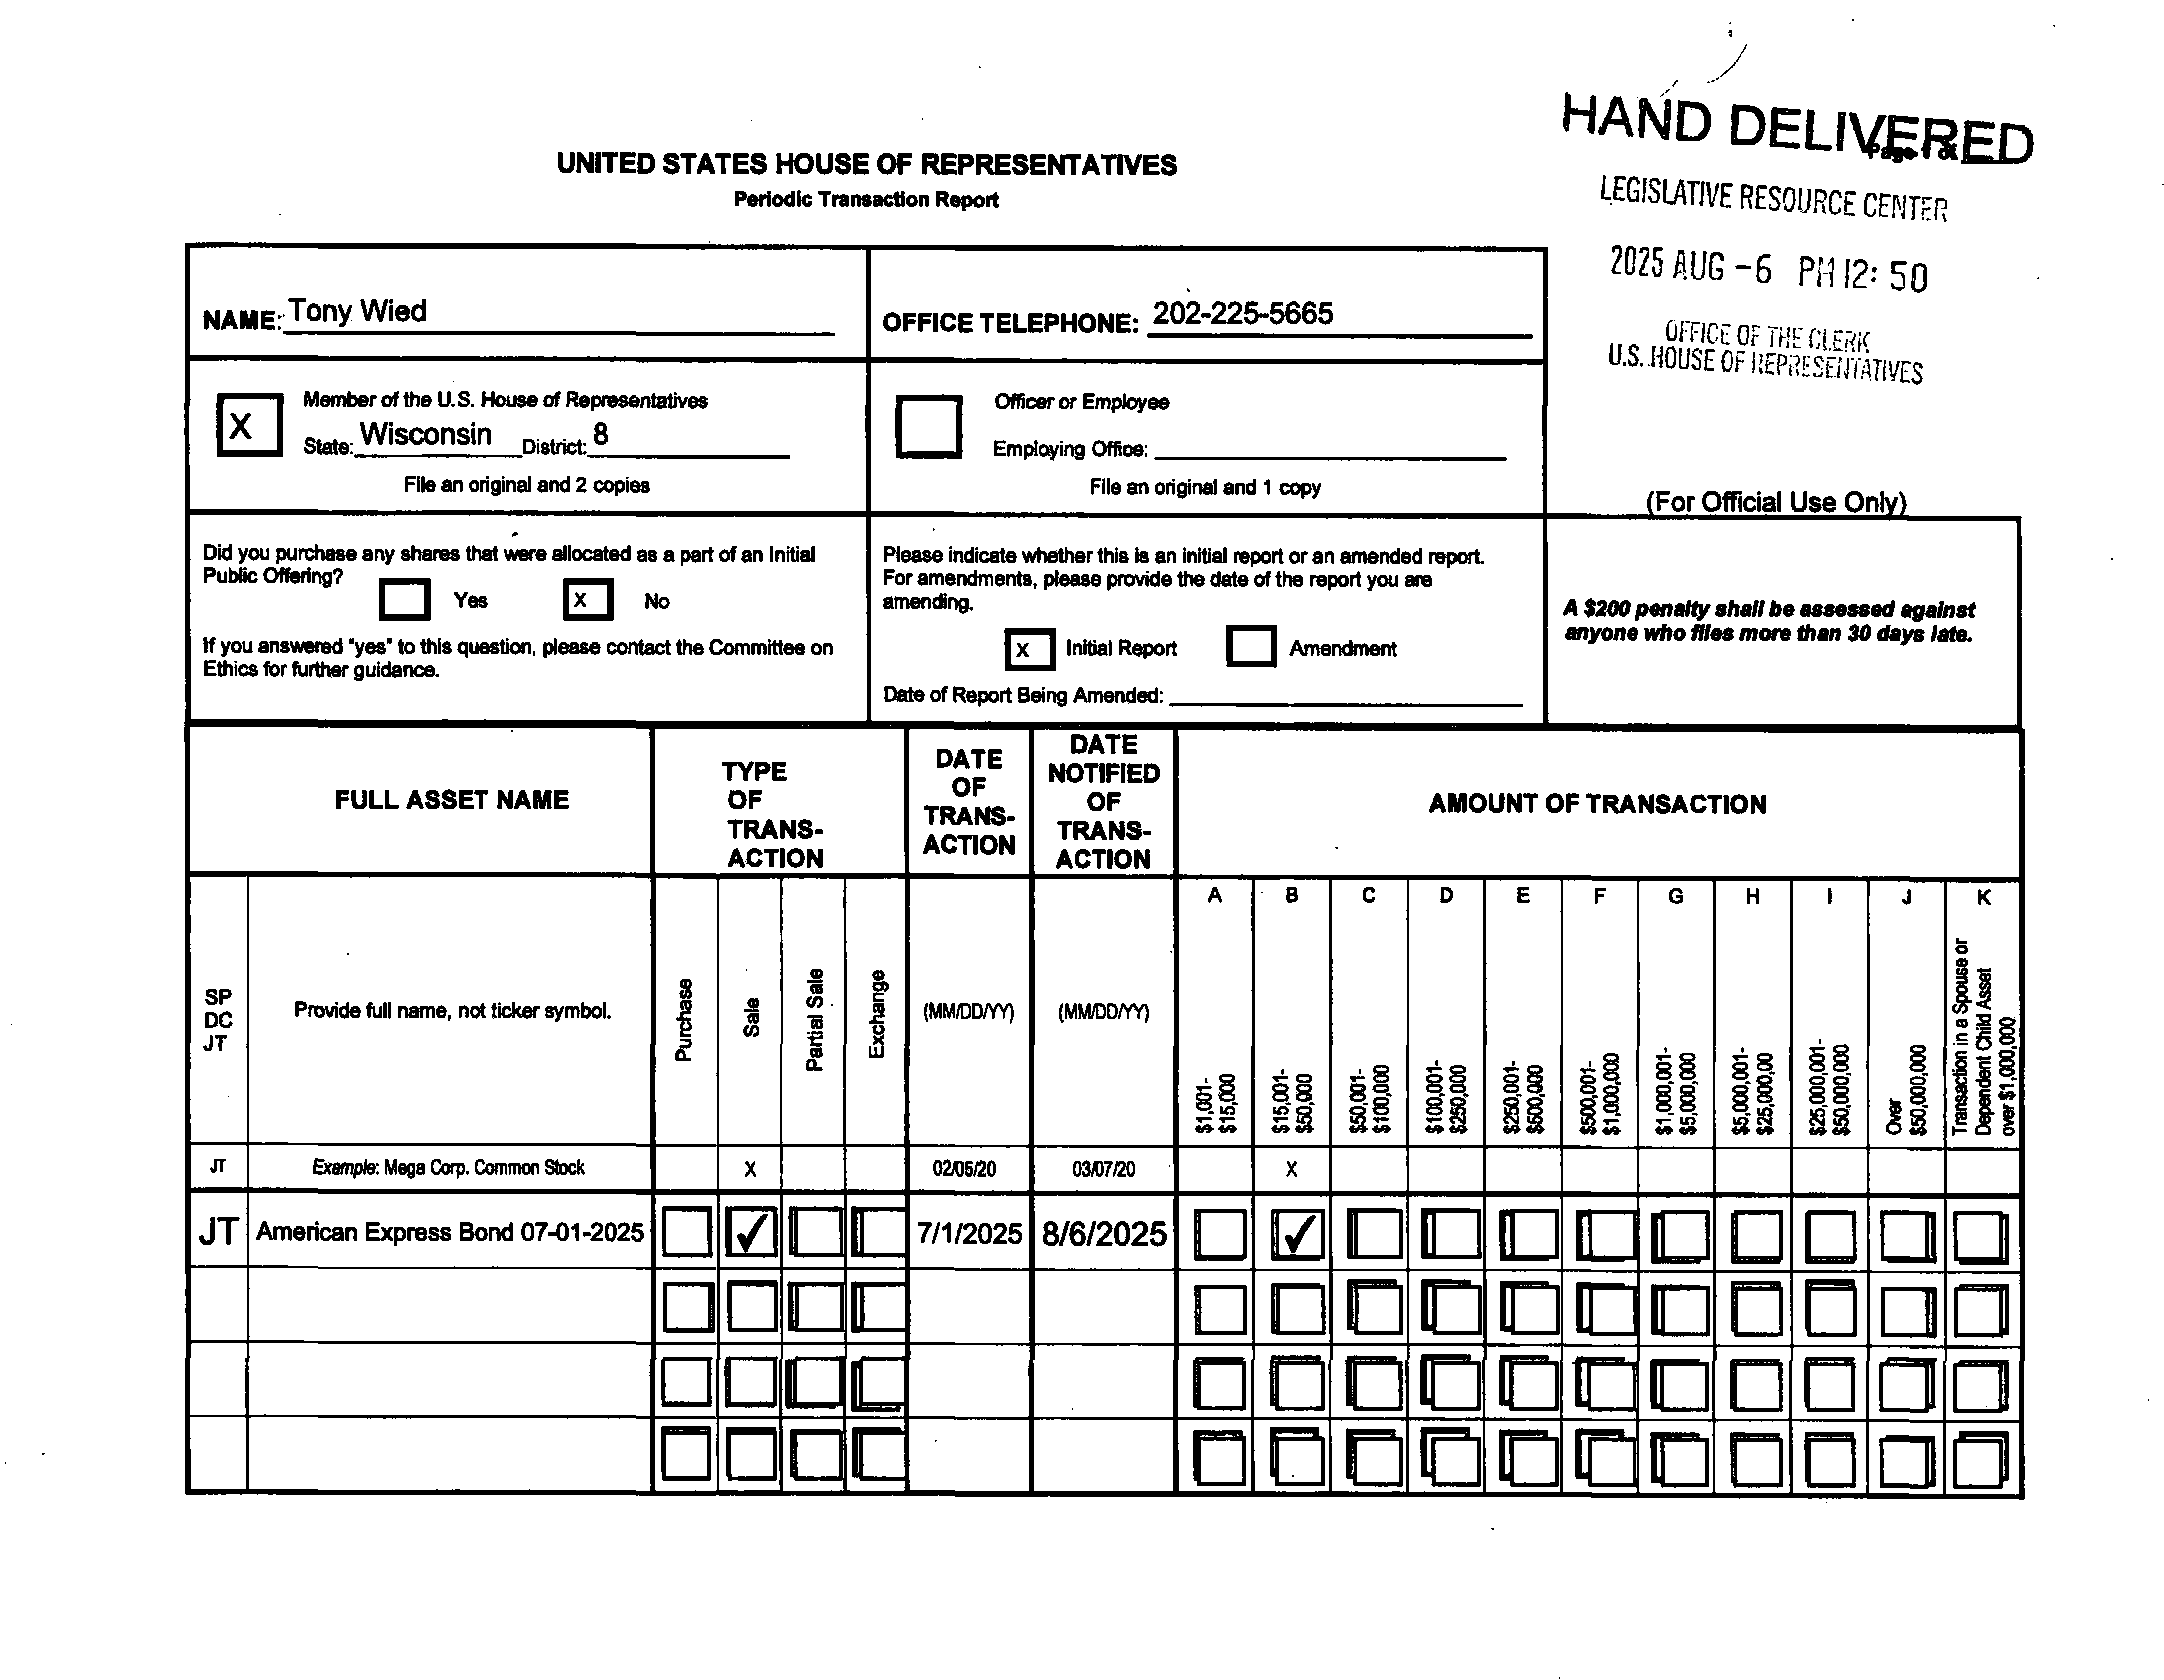 HAND DELIVERED
LEGISLATIVE RESOURCE CENTER
2025 AUG -6 PM 12: 50
OFFICE OF THE CLERK
U.S. HOUSE OF REPRESENTATIVES
(For Official Use Only)
UNITED STATES HOUSE OF REPRESENTATIVES
Periodic Transaction Report
NAME: Tony Wied
OFFICE TELEPHONE: 202-225-5665
X
Member of the U.S. House of Representatives
State: Wisconsin District: 8
File an original and 2 copies
Officer or Employee
Employing Office:
File an original and 1 copy
Did you purchase any shares that were allocated as a part of an Initial
Public Offering?
Yes X No
If you answered "yes" to this question, please contact the Committee on
Ethics for further guidance.
Please indicate whether this is an initial report or an amended report.
For amendments, please provide the date of the report you are
amending.
X Initial Report Amendment
Date of Report Being Amended:
A $200 penalty shall be assessed against
anyone who files more than 30 days late.
FULL ASSET NAME
TYPE
OF
TRANS-
ACTION
DATE
OF
TRANS-
ACTION
DATE
NOTIFIED
OF
TRANS-
ACTION
AMOUNT OF TRANSACTION
SP
DC
JT
Provide full name, not ticker symbol.
Purchase
Sale
Partial Sale
Exchange
(MM/DD/YY)
(MM/DD/YY)
A
$1,001-
$15,000
B
$15,001-
$50,000
C
$50,001-
$100,000
D
$100,001-
$250,000
E
$250,001-
$500,000
F
$500,001-
$1,000,000
G
$1,000,001-
$5,000,000
H
$5,000,001-
$25,000,00
I
$25,000,001-
$50,000,000
J
Over
$50,000,000
K
Transaction in a Spouse or
Dependent Child Asset
over $1,000,000
JT Example: Mega Corp. Common Stock X 02/05/20 03/07/20 X
JT American Express Bond 07-01-2025 ✓ 7/1/2025 8/6/2025 ✓